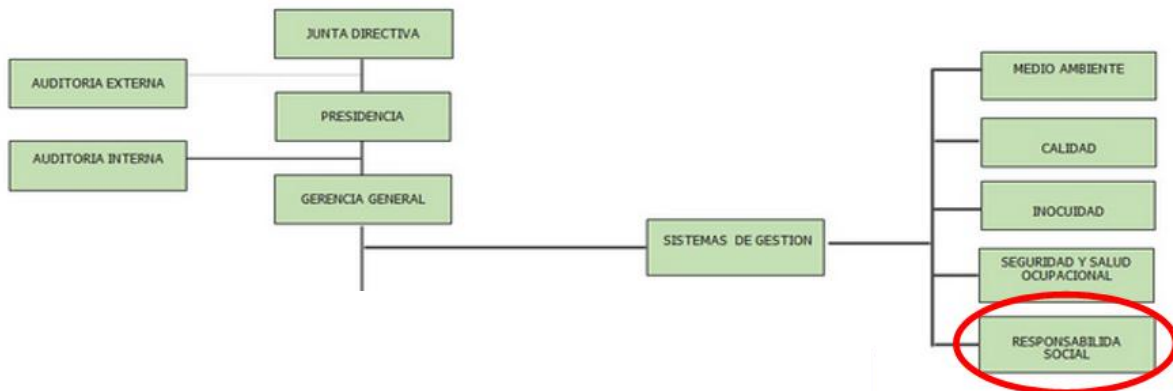 JUNTA DIRECTIVA
AUDITORIA EXTERNA
PRESIDENCIA
AUDITORIA INTERNA
GERENCIA GENERAL
SISTEMAS DE GESTION
MEDIO AMBIENTE
CALIDAD
INOCUIDAD
SEGURIDAD Y SALUD
OCUPACIONAL
RESPONSABILIDA
SOCIAL